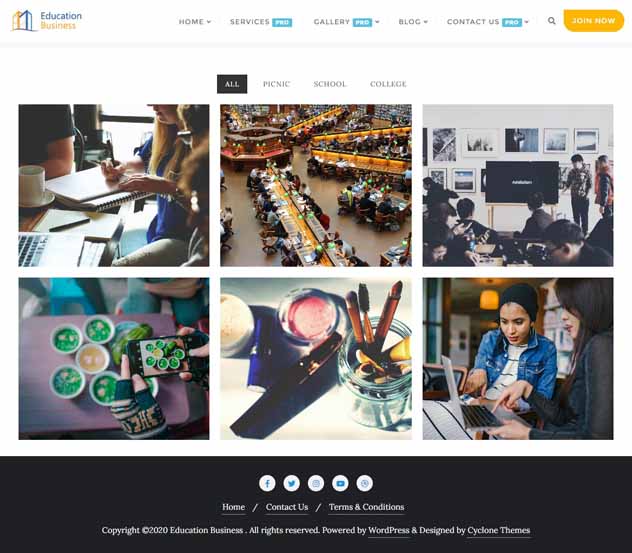 Education
Business
HOME
SERVICES PRO
GALLERY PRO
BLOG
CONTACT US PRO
JOIN NOW
ALL
PICNIC
SCHOOL
COLLEGE
Home / Contact Us / Terms & Conditions
Copyright ©2020 Education Business . All rights reserved. Powered by WordPress & Designed by Cyclone Themes